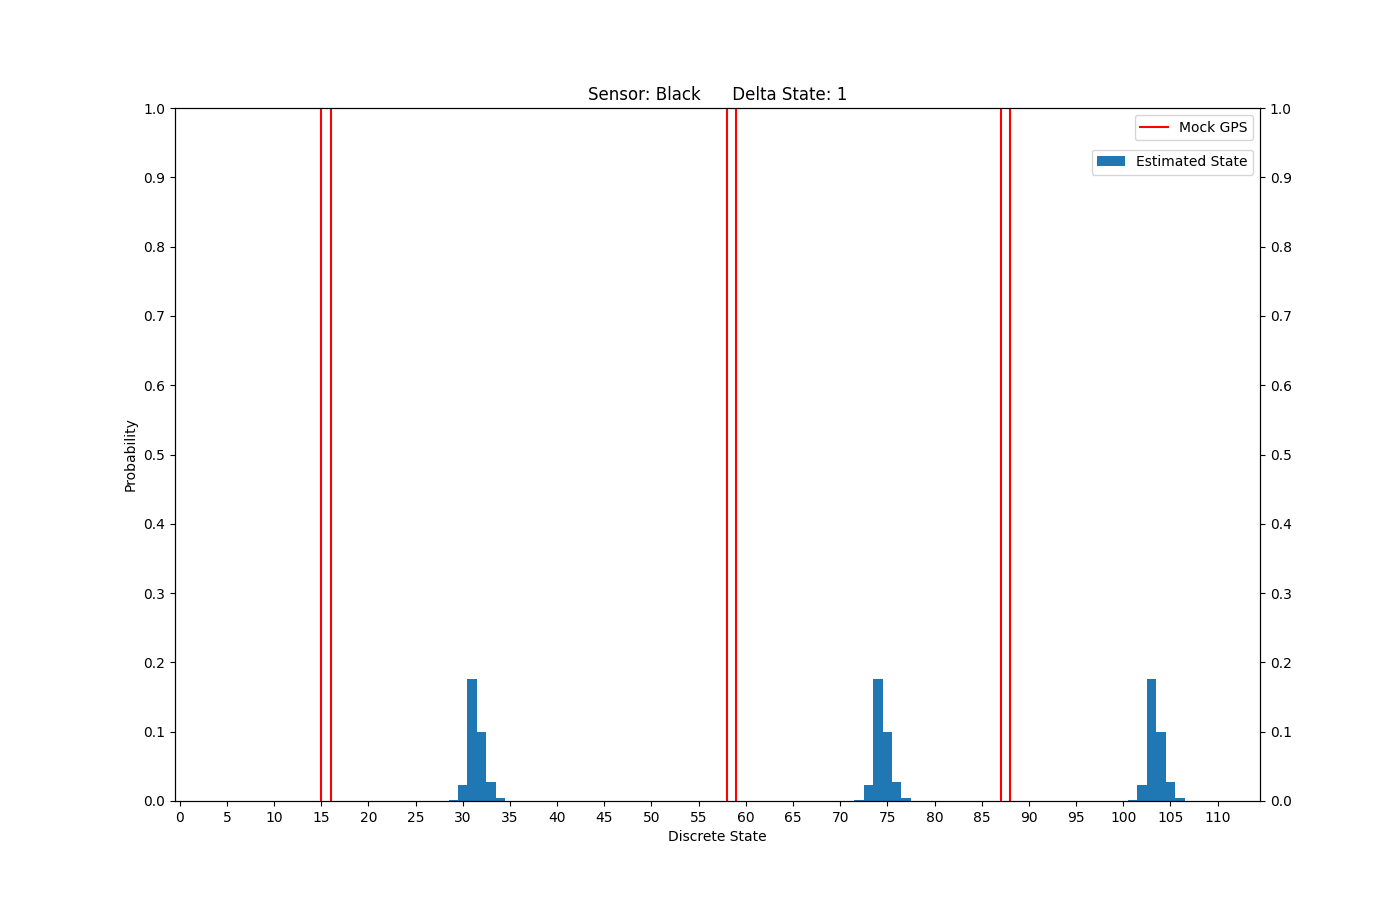 Sensor: Black Delta State: 1
1.0 1.0
Mock GPS
Estimated State
0.9 0.9
0.8 0.8
0.7 0.7
0.6 0.6
0.5 0.5
Probability
0.4 0.4
0.3 0.3
0.2 0.2
0.1 0.1
0.0 0.0
0 5 10 15 20 25 30 35 40 45 50 55 60 65 70 75 80 85 90 95 100 105 110
Discrete State